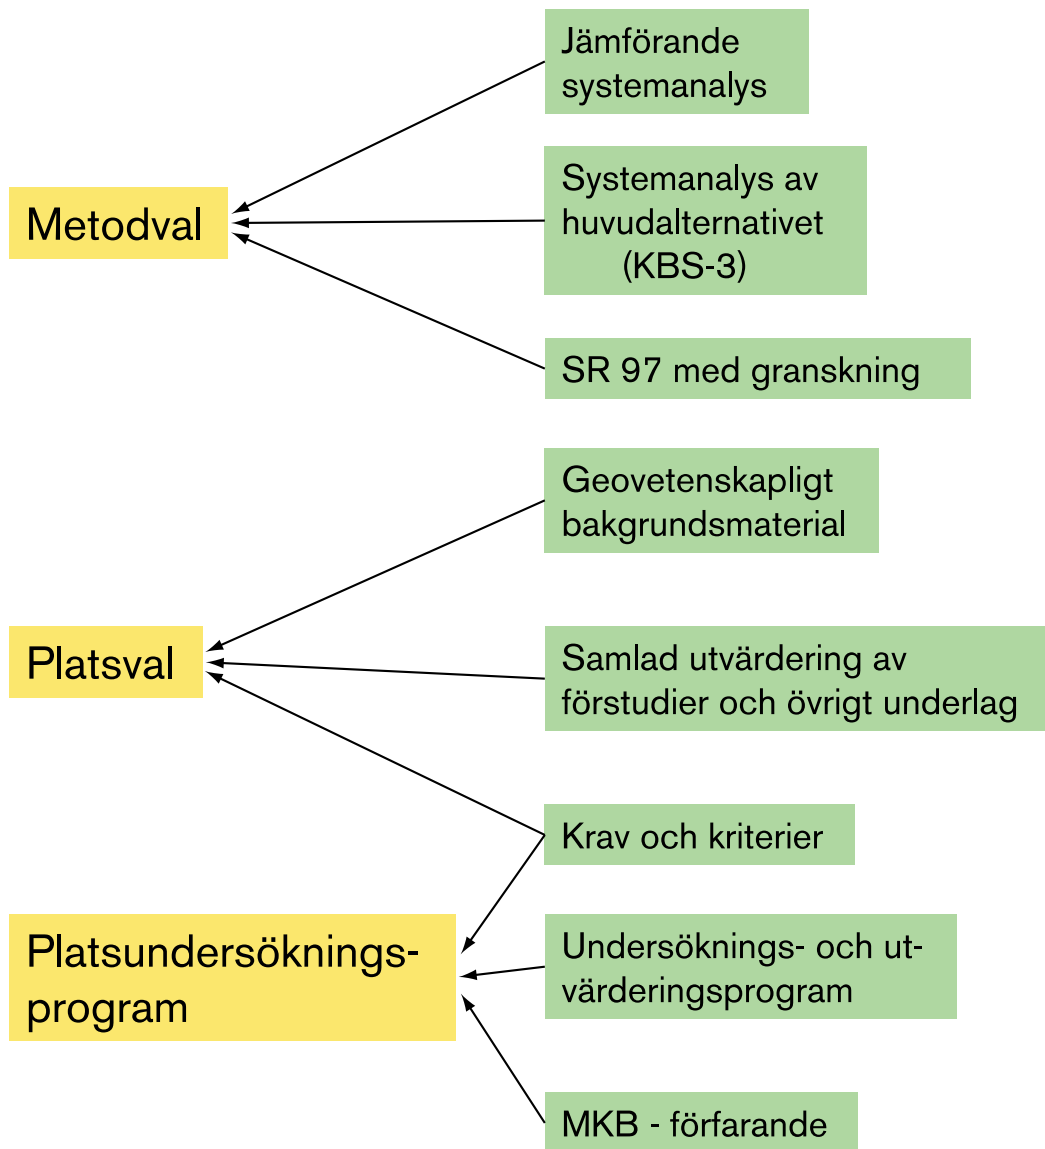 Jämförande
systemanalys
Metodval
Systemanalys av
huvudalternativet
(KBS-3)
SR 97 med granskning
Geovetenskapligt
bakgrundsmaterial
Platsval
Samlad utvärdering av
förstudier och övrigt underlag
Krav och kriterier
Platsundersöknings-
program
Undersöknings- och ut-
värderingsprogram
MKB - förfarande